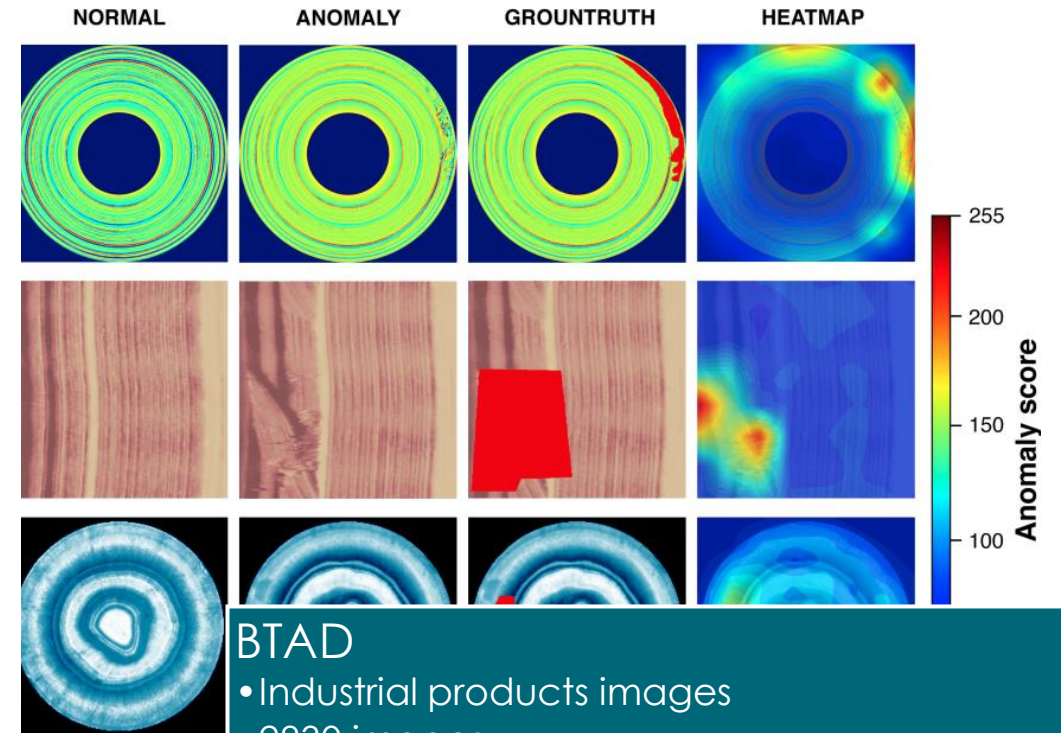 NORMAL ANOMALY GROUNTRUTH HEATMAP
255
200
150
100
Anomaly score
BTAD
•Industrial products images